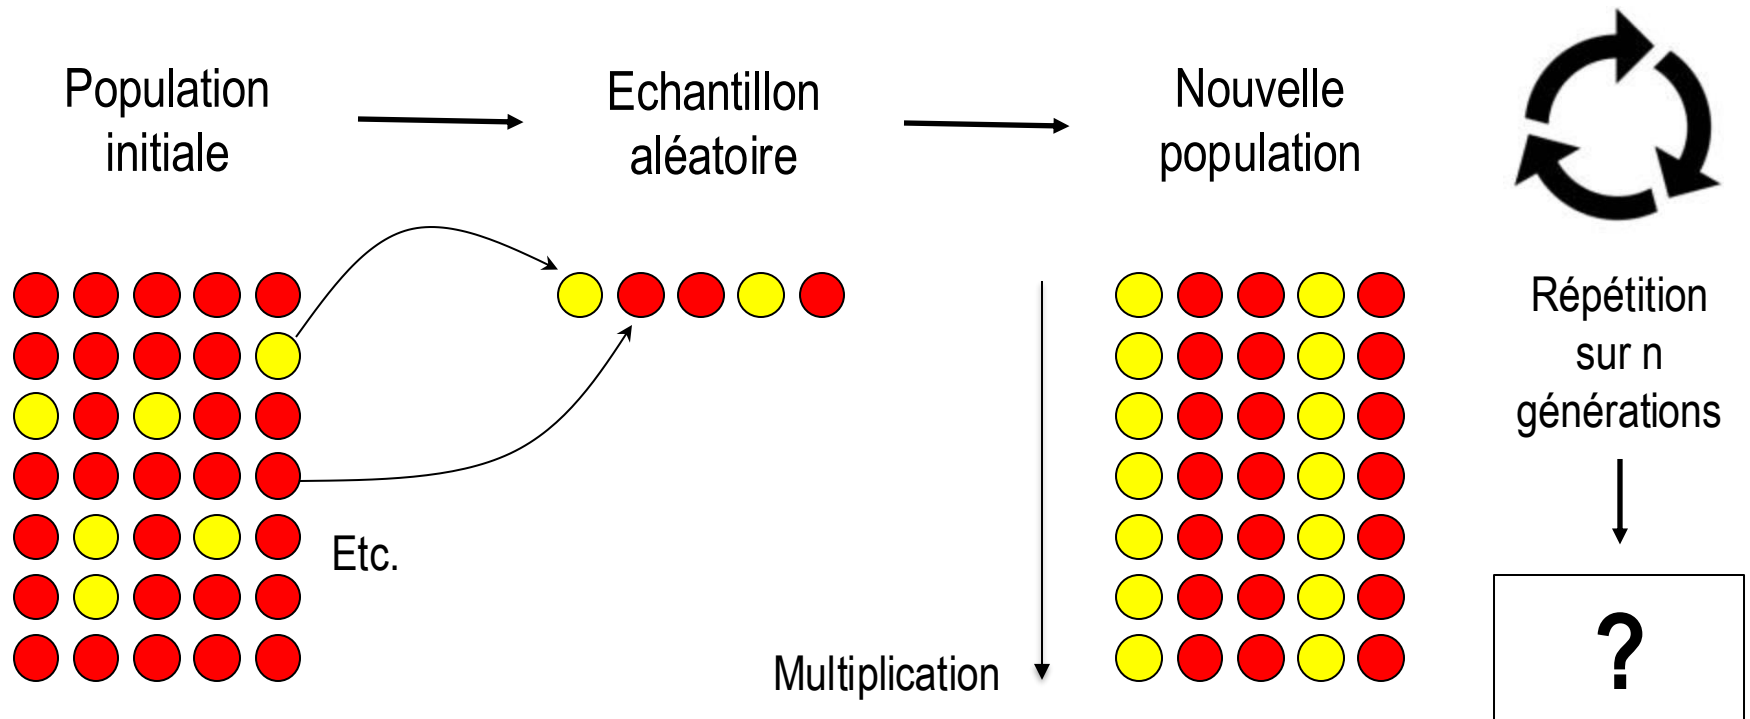 Population
initiale
Echantillon
aléatoire
Nouvelle
population
Répétition
sur n
générations
Etc.
Multiplication
?